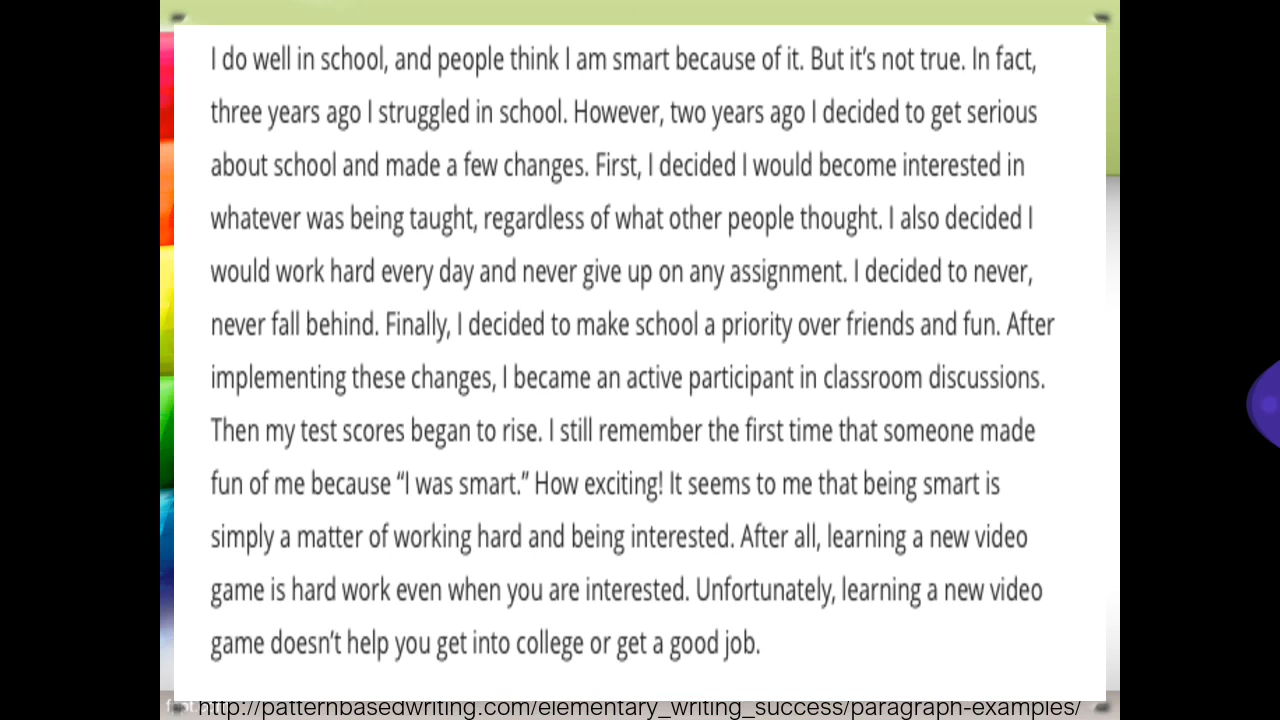 I do well in school, and people think I am smart because of it. But it’s not true. In fact,
three years ago I struggled in school. However, two years ago I decided to get serious
about school and made a few changes. First, I decided I would become interested in
whatever was being taught, regardless of what other people thought. I also decided I
would work hard every day and never give up on any assignment. I decided to never,
never fall behind. Finally, I decided to make school a priority over friends and fun. After
implementing these changes, I became an active participant in classroom discussions.
Then my test scores began to rise. I still remember the first time that someone made
fun of me because “I was smart.” How exciting! It seems to me that being smart is
simply a matter of working hard and being interested. After all, learning a new video
game is hard work even when you are interested. Unfortunately, learning a new video
game doesn’t help you get into college or get a good job.
http://patternbasedwriting.com/elementary_writing_success/paragraph-examples/